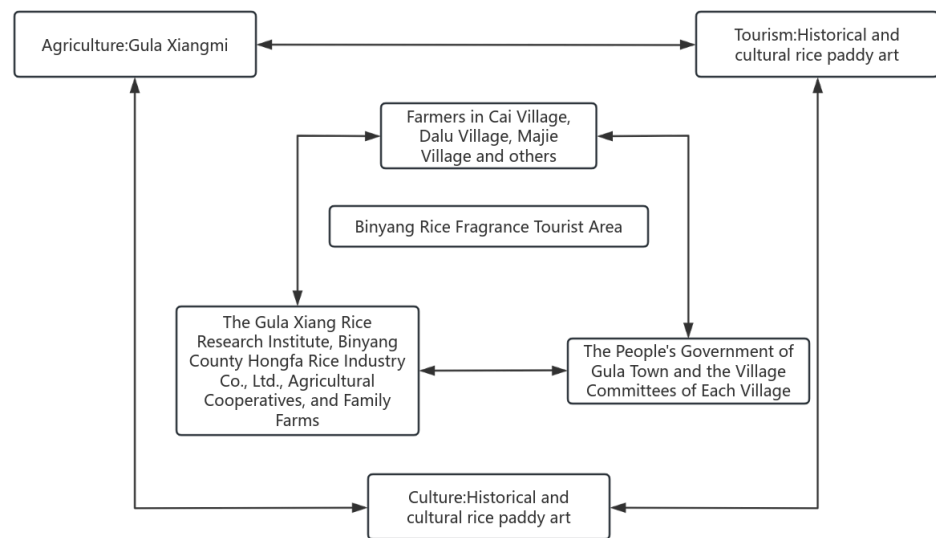 Agriculture:Gula Xiangmi
Tourism:Historical and
cultural rice paddy art
Farmers in Cai Village,
Dalu Village, Majie
Village and others
Binyang Rice Fragrance Tourist Area
The Gula Xiang Rice
Research Institute, Binyang
County Hongfa Rice Industry
Co., Ltd., Agricultural
Cooperatives, and Family
Farms
The People's Government of
Gula Town and the Village
Committees of Each Village
Culture:Historical and
cultural rice paddy art